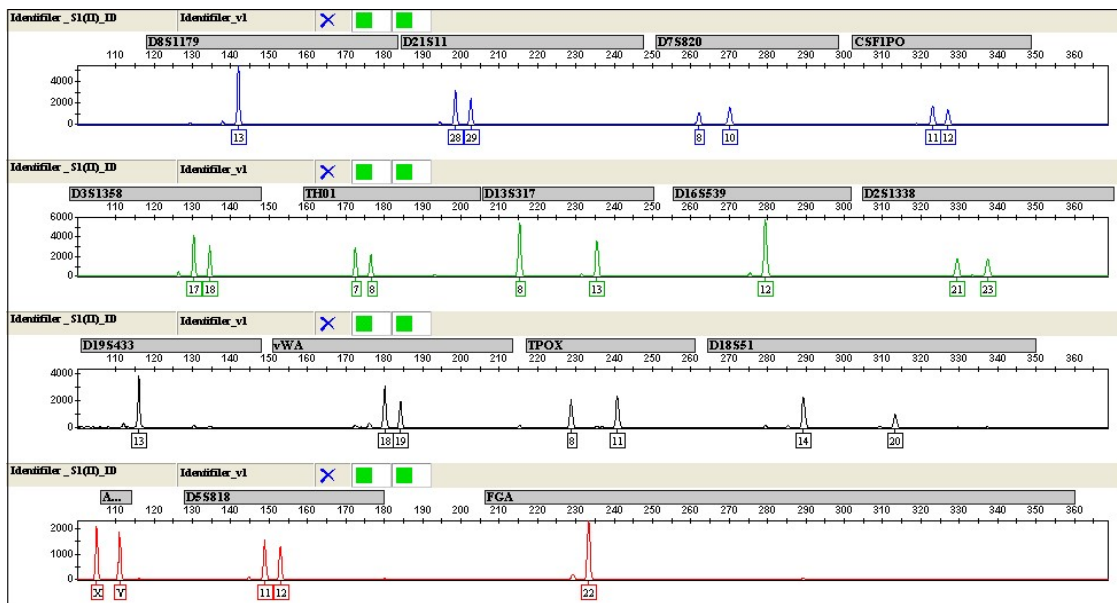 Identifiler_S1(II)_ID Identifiler_v1
D8S1179 D21S11 D7S820 CSF1PO
110 120 130 140 150 160 170 180 190 200 210 220 230 240 250 260 270 280 290 300 310 320 330 340 350 360
4000
2000
0
13 28 29 8 10 11 12
Identifiler_S1(II)_ID Identifiler_v1
D3S1358 TH01 D13S317 D16S539 D2S1338
110 120 130 140 150 160 170 180 190 200 210 220 230 240 250 260 270 280 290 300 310 320 330 340 350 360
6000
4000
2000
0
17 18 7 8 8 13 12 21 23
Identifiler_S1(II)_ID Identifiler_v1
D19S433 vWA TPOX D18S51
110 120 130 140 150 160 170 180 190 200 210 220 230 240 250 260 270 280 290 300 310 320 330 340 350 360
4000
2000
0
13 18 19 8 11 14 20
Identifiler_S1(II)_ID Identifiler_v1
A... D5S818 FGA
110 120 130 140 150 160 170 180 190 200 210 220 230 240 250 260 270 280 290 300 310 320 330 340 350 360
2000
1000
0
X Y 11 12 22